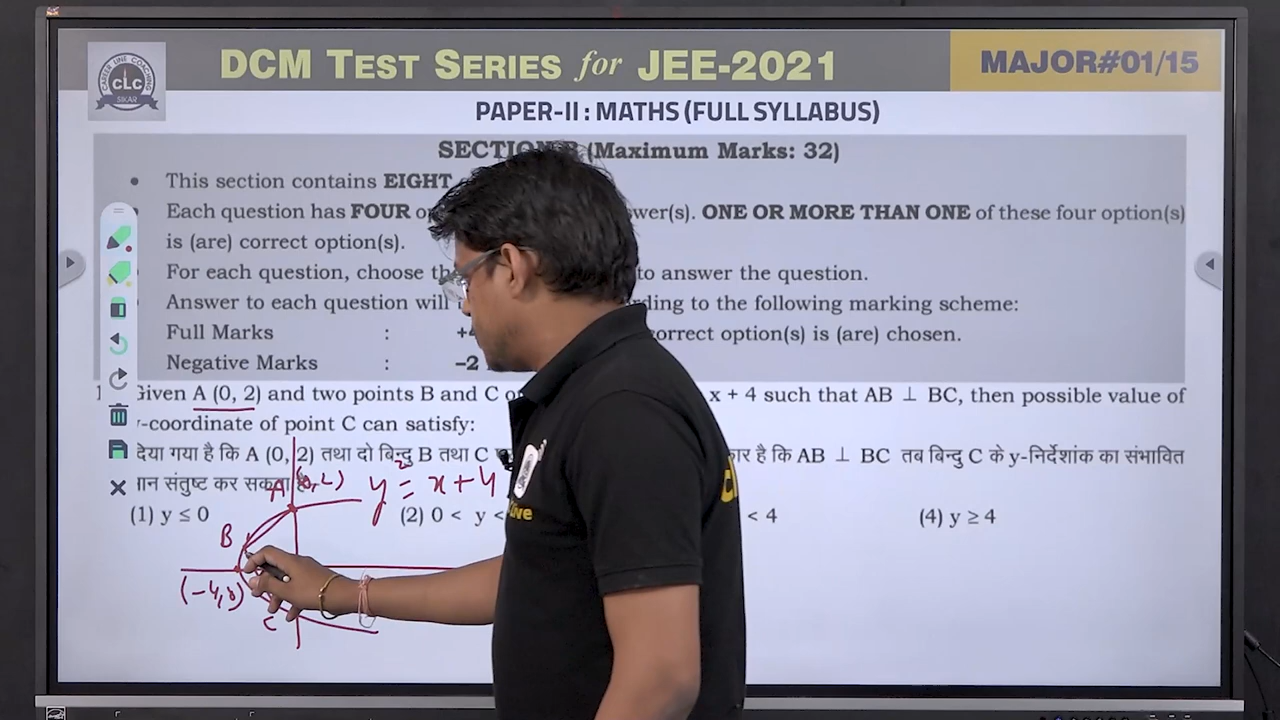 DCM TEST SERIES for JEE-2021
MAJOR#01/15
CAREER LINE COACHING
CLC
SIKAR
PAPER-II : MATHS (FULL SYLLABUS)
SECTION (Maximum Marks: 32)
• This section contains EIGHT
Each question has FOUR ONE OR MORE THAN ONE of these four option(s)
is (are) correct option(s).
For each question, choose to answer the question.
Answer to each question will to the following marking scheme:
Full Marks : correct option(s) is (are) chosen.
Negative Marks : –2
Given A (0, 2) and two points B and C x + 4 such that AB ⊥ BC, then possible value of
-coordinate of point C can satisfy:
दिया गया है कि A (0, 2) तथा दो बिन्दु B तथा C है कि AB ⊥ BC तब बिन्दु C के y-निर्देशांक का संभावित
मान संतुष्ट कर
A (0, 2) y² = x + 4
(1) y ≤ 0 (2) 0 < y < < 4 (4) y ≥ 4
B
(-4, 0)
C